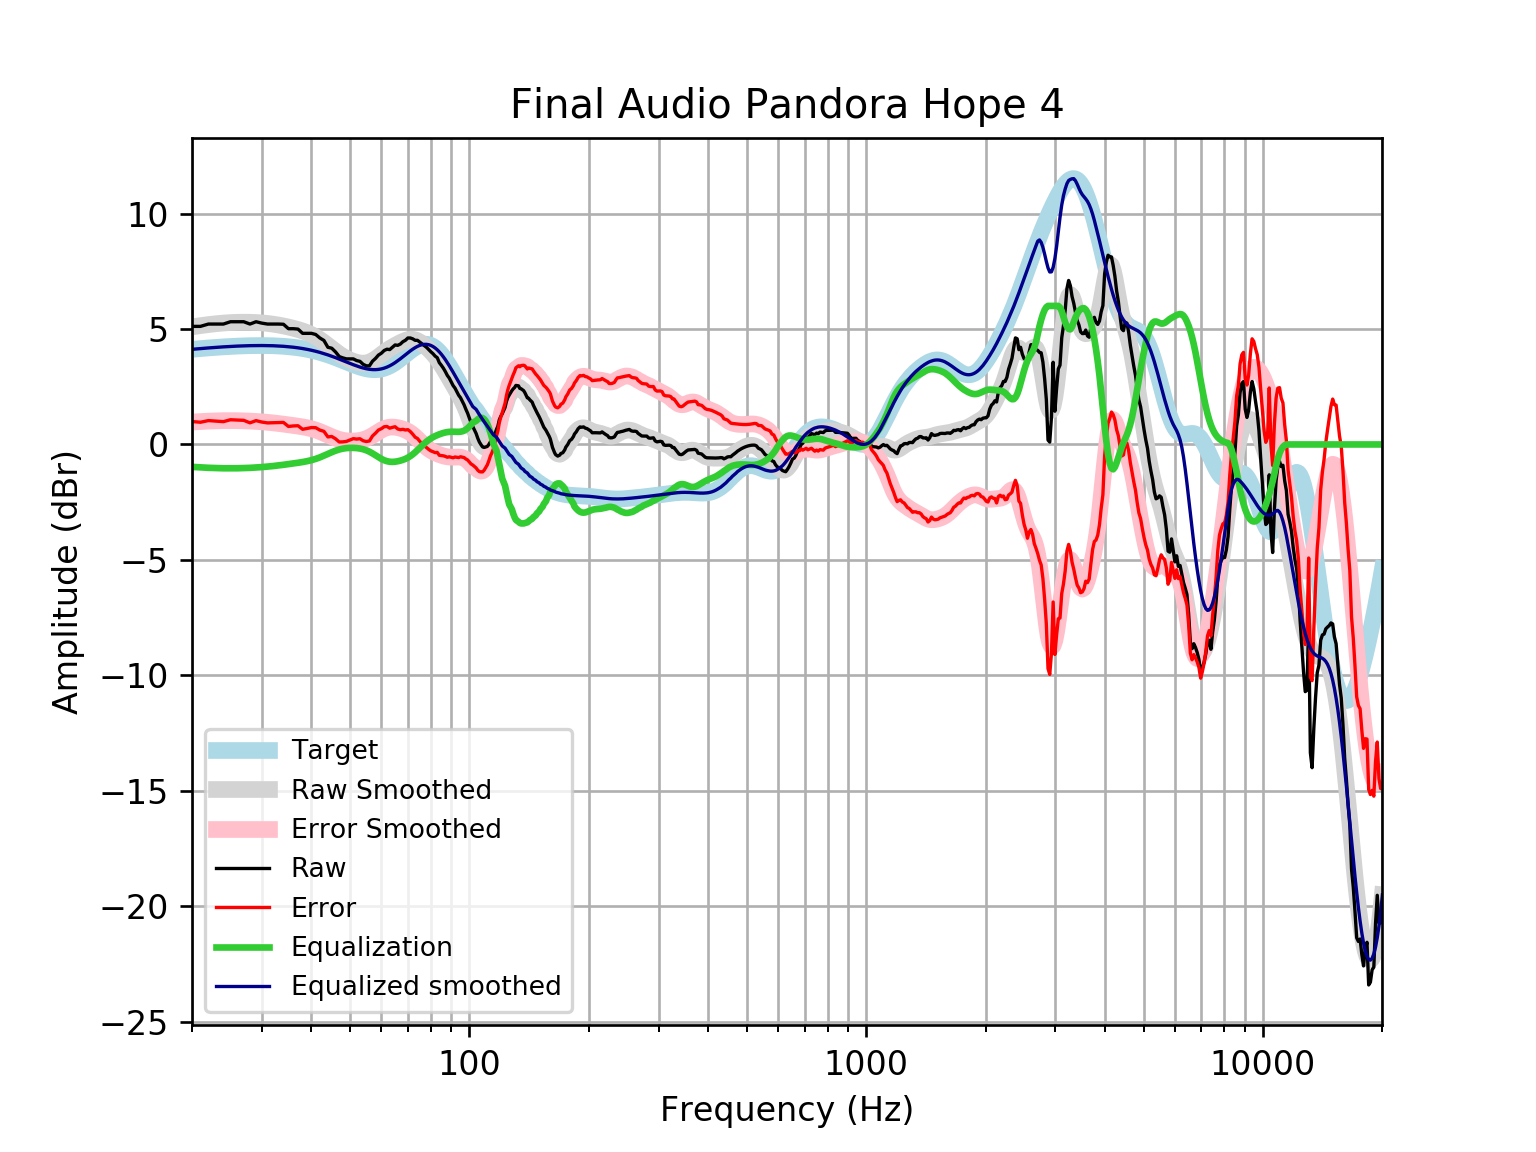 Final Audio Pandora Hope 4
Amplitude (dBr)
10
5
0
−5
−10
−15
−20
−25
Target
Raw Smoothed
Error Smoothed
Raw
Error
Equalization
Equalized smoothed
100
1000
10000
Frequency (Hz)